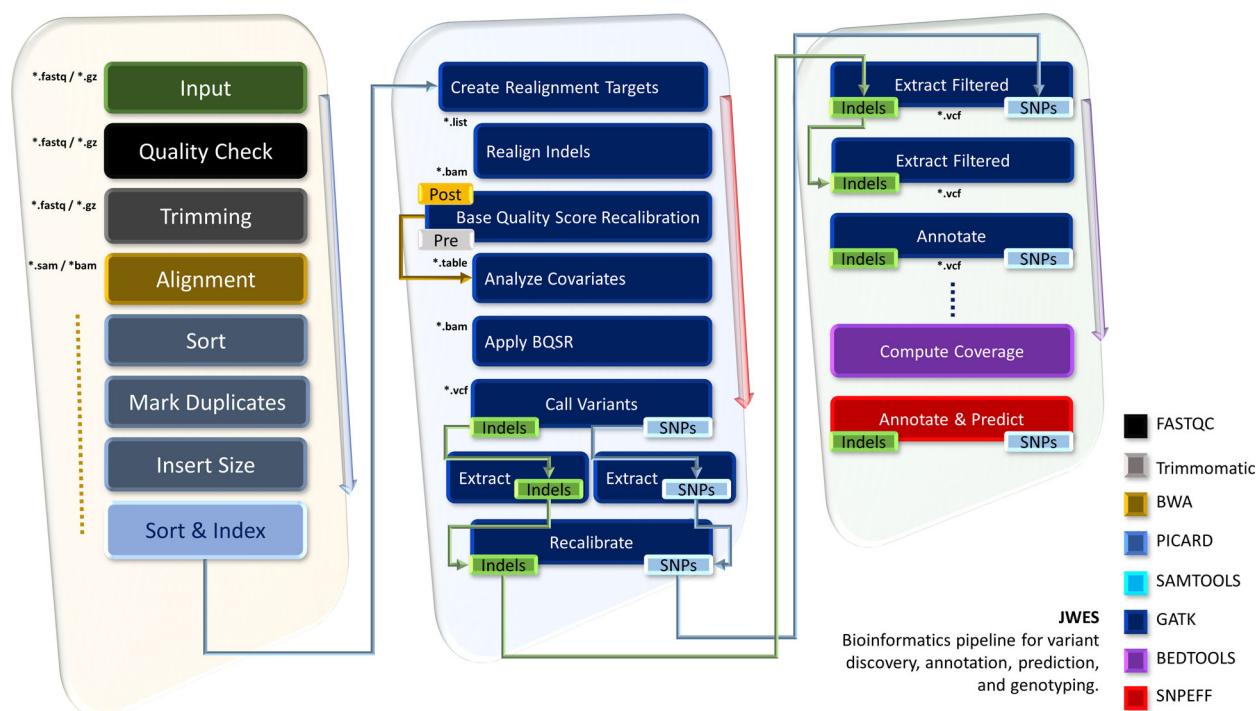 *.fastq / *.gz
Input
*.fastq / *.gz
Quality Check
*.fastq / *.gz
Trimming
*.sam / *bam
Alignment
Sort
Mark Duplicates
Insert Size
Sort & Index
Create Realignment Targets
*.list
Realign Indels
*.bam
Post
Base Quality Score Recalibration
Pre
*.table
Analyze Covariates
*.bam
Apply BQSR
*.vcf
Call Variants
Indels
SNPs
Extract
Indels
Extract
SNPs
Recalibrate
Indels
SNPs
Extract Filtered
Indels
SNPs
*.vcf
Extract Filtered
Indels
*.vcf
Annotate
Indels
SNPs
*.vcf
Compute Coverage
Annotate & Predict
Indels
SNPs
FASTQC
Trimmomatic
BWA
PICARD
SAMTOOLS
GATK
BEDTOOLS
SNPEFF
JWES
Bioinformatics pipeline for variant
discovery, annotation, prediction,
and genotyping.